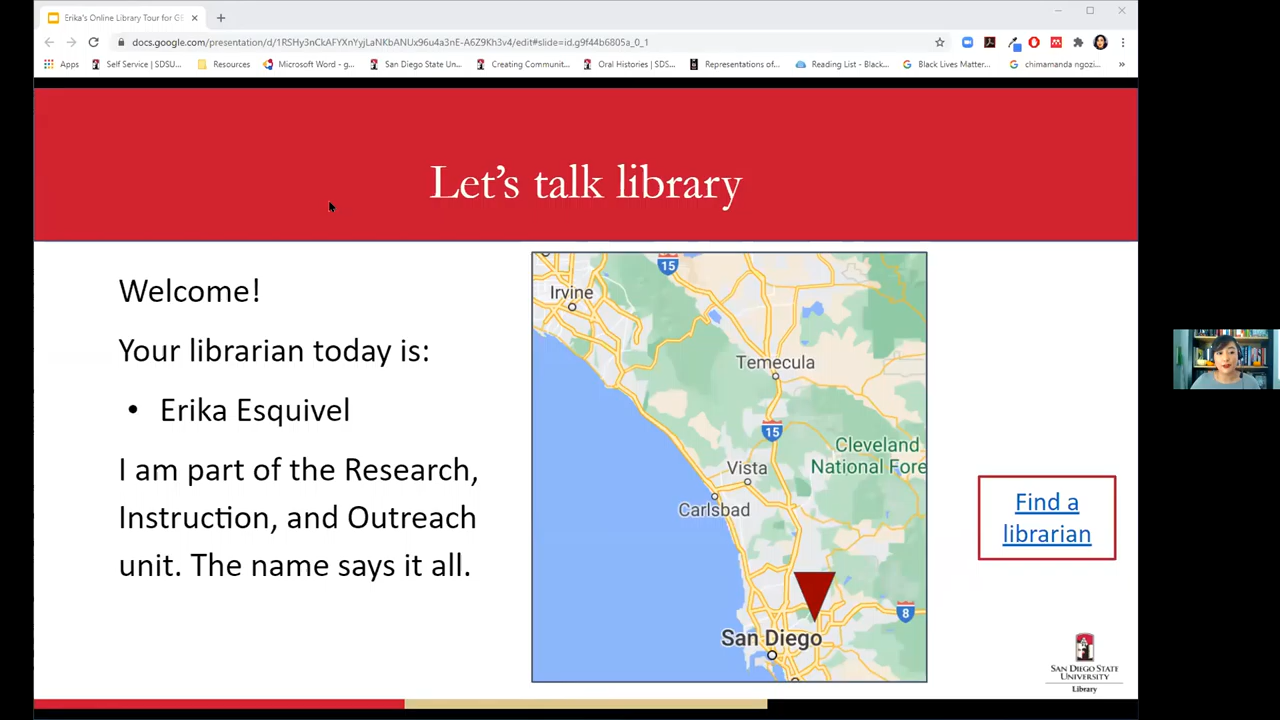 Erika's Online Library Tour for GE
docs.google.com/presentation/d/1RSHy3nCkAFYXnYvjLaNKbANUx96u4a3nE-A6Z9Kh3v4/edit#slide=id.g9f44b6805a_0_1
Apps Self Service | SDSU... Resources Microsoft Word - g... San Diego State Un... Creating Communit... Oral Histories | SDS... Representations of... Reading List - Black... Black Lives Matter... chimamanda ngozi... »
Let's talk library
Welcome!
Your librarian today is:
• Erika Esquivel
I am part of the Research,
Instruction, and Outreach
unit. The name says it all.
15
Irvine
Temecula
15
Cleveland
National Fore
Vista
Carlsbad
8
San Diego
Find a
librarian
SAN DIEGO STATE
UNIVERSITY
Library